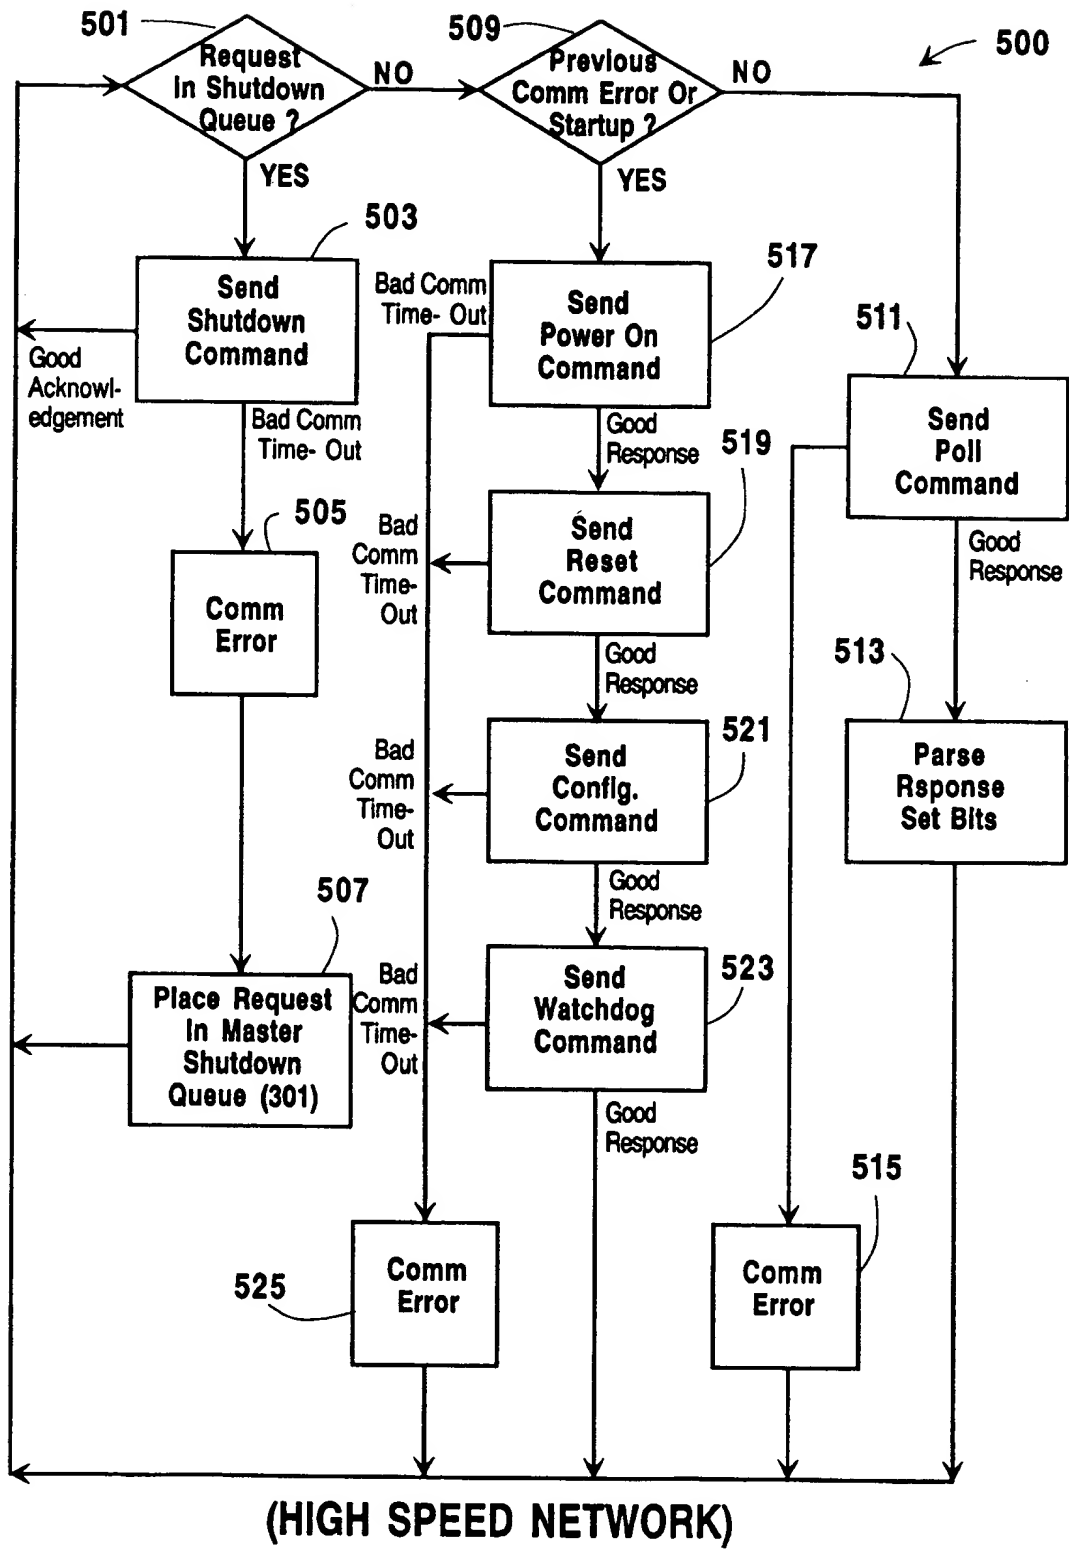 501
Request
In Shutdown
Queue ?
NO
YES
509
Previous
Comm Error Or
Startup ?
NO
YES
500
503
Send
Shutdown
Command
Good
Acknowl-
edgement
Bad Comm
Time- Out
505
Comm
Error
507
Place Request
In Master
Shutdown
Queue (301)
517
Bad Comm
Time- Out
Send
Power On
Command
Good
Response
519
Bad
Comm
Time-
Out
Send
Reset
Command
Good
Response
521
Bad
Comm
Time-
Out
Send
Config.
Command
Good
Response
523
Bad
Comm
Time-
Out
Send
Watchdog
Command
Good
Response
525
Comm
Error
511
Send
Poll
Command
Good
Response
513
Parse
Rsponse
Set Bits
515
Comm
Error
(HIGH SPEED NETWORK)